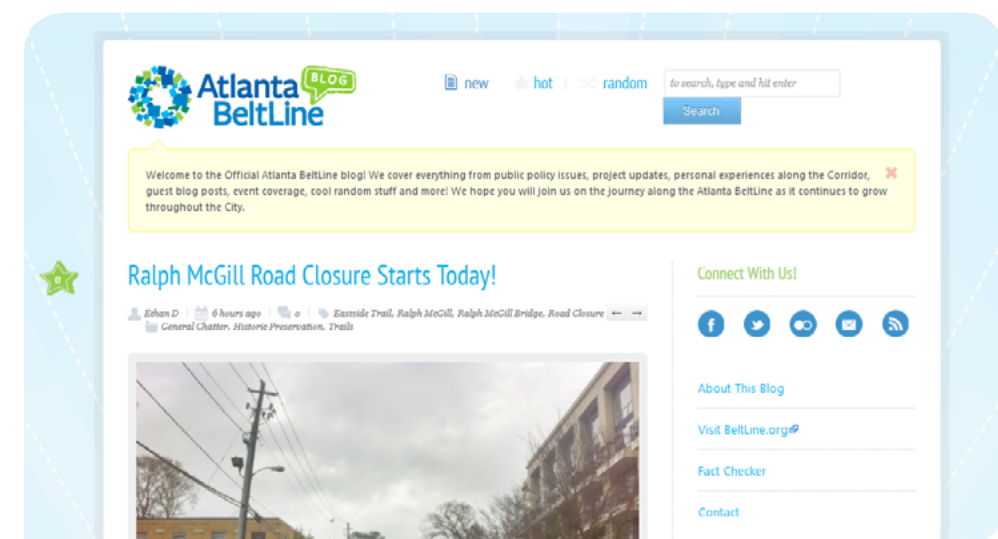 Atlanta BLOG
BeltLine
new hot random
to search, type and hit enter
Search
Welcome to the Official Atlanta BeltLine blog! We cover everything from public policy issues, project updates, personal experiences along the Corridor,
guest blog posts, event coverage, cool random stuff and more! We hope you will join us on the journey along the Atlanta BeltLine as it continues to grow
throughout the City.
0
Ralph McGill Road Closure Starts Today!
Ethan D 6 hours ago 0 Eastside Trail, Ralph McGill, Ralph McGill Bridge, Road Closure ← →
General Chatter, Historic Preservation, Trails
Connect With Us!
About This Blog
Visit BeltLine.org
Fact Checker
Contact